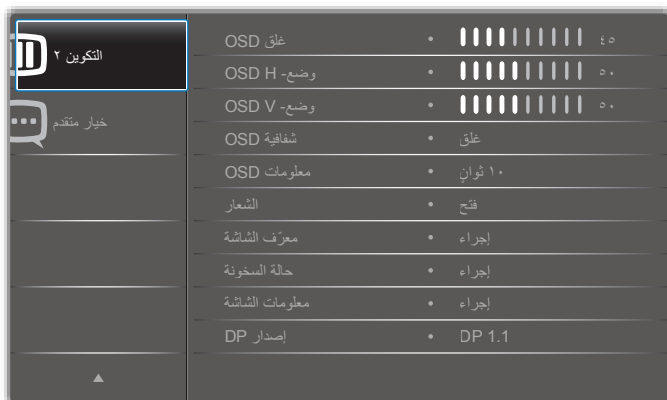 التكوين ٢
خيار متقدم
غلق OSD • ٤٥
وضع- OSD H • ٥٠
وضع- OSD V • ٥٠
شفافية OSD • غلق
معلومات OSD • ١٠ ثوانٍ
الشعار • فتح
معرّف الشاشة • إجراء
حالة السخونة • إجراء
معلومات الشاشة • إجراء
إصدار DP • DP 1.1